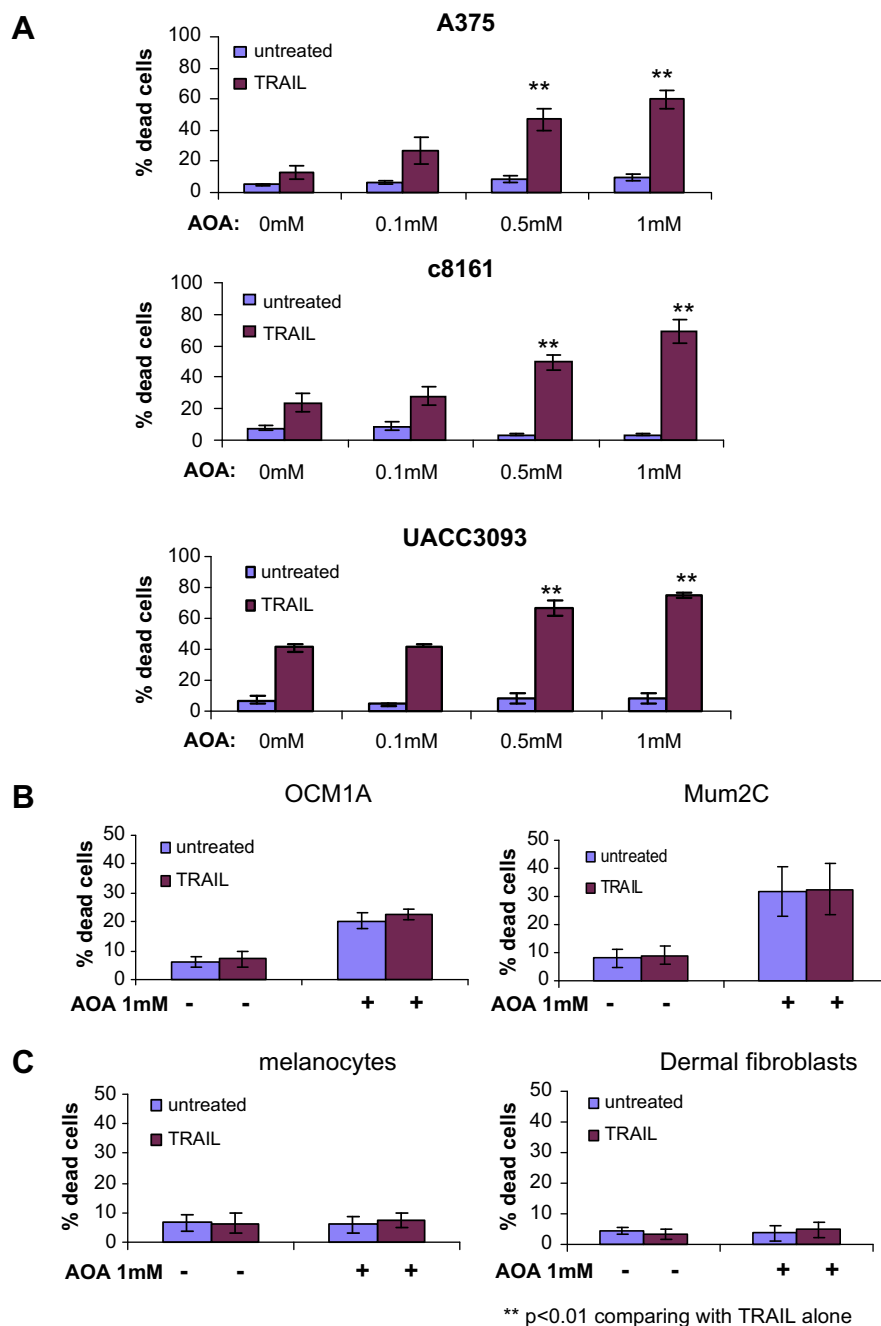 A
A375
untreated
TRAIL
% dead cells
100
80
60
40
20
0
**
**
AOA: 0mM 0.1mM 0.5mM 1mM
c8161
untreated
TRAIL
% dead cells
100
80
60
40
20
0
**
**
AOA: 0mM 0.1mM 0.5mM 1mM
UACC3093
untreated
TRAIL
% dead cells
100
80
60
40
20
0
**
**
AOA: 0mM 0.1mM 0.5mM 1mM
B
OCM1A
untreated
TRAIL
% dead cells
50
40
30
20
10
0
AOA 1mM - - + +
Mum2C
untreated
TRAIL
% dead cells
50
40
30
20
10
0
AOA 1mM - - + +
C
melanocytes
untreated
TRAIL
% dead cells
50
40
30
20
10
0
AOA 1mM - - + +
Dermal fibroblasts
untreated
TRAIL
% dead cells
50
40
30
20
10
0
AOA 1mM - - + +
** p<0.01 comparing with TRAIL alone